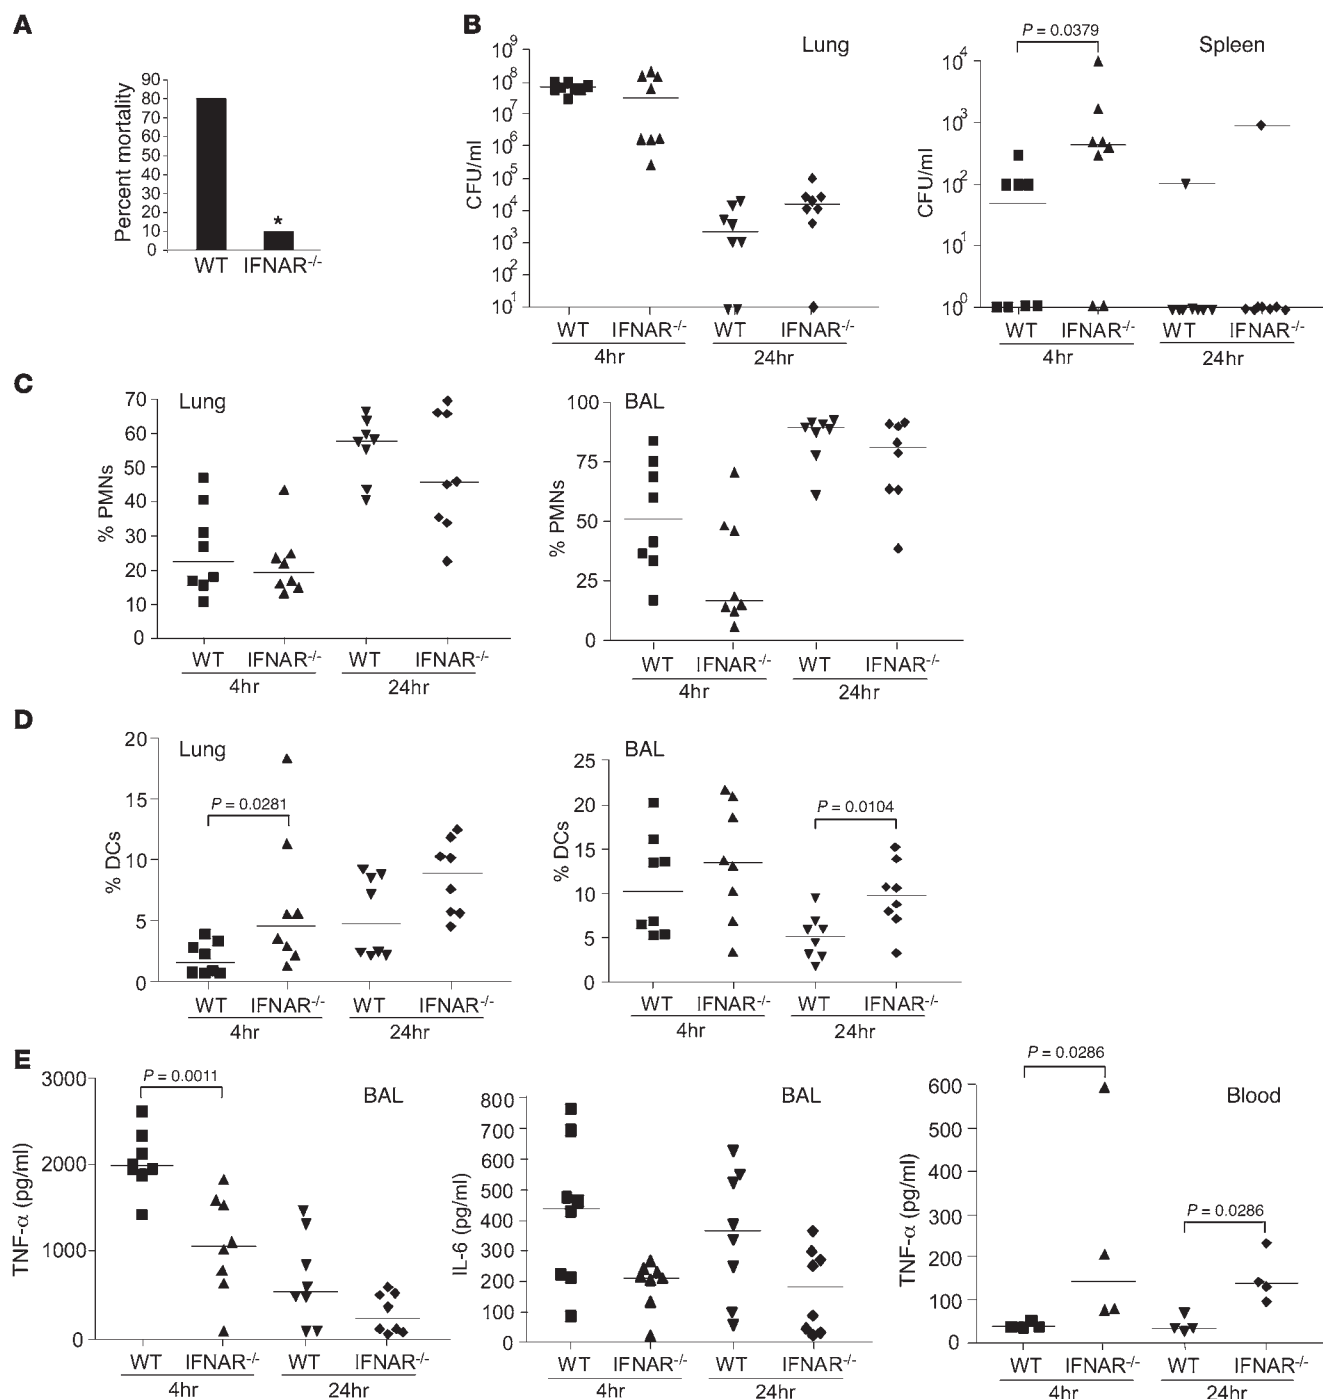 A
Percent mortality
90
80
70
60
50
40
30
20
10
0
*
WT IFNAR-/-
B
Lung
CFU/ml
10^9
10^8
10^7
10^6
10^5
10^4
10^3
10^2
10^1
WT IFNAR-/- WT IFNAR-/-
4hr 24hr
P = 0.0379
Spleen
CFU/ml
10^4
10^3
10^2
10^1
10^0
WT IFNAR-/- WT IFNAR-/-
4hr 24hr
C
Lung
% PMNs
70
60
50
40
30
20
10
0
WT IFNAR-/- WT IFNAR-/-
4hr 24hr
BAL
% PMNs
100
75
50
25
0
WT IFNAR-/- WT IFNAR-/-
4hr 24hr
D
Lung
% DCs
20
15
10
5
0
P = 0.0281
WT IFNAR-/- WT IFNAR-/-
4hr 24hr
BAL
% DCs
25
20
15
10
5
0
P = 0.0104
WT IFNAR-/- WT IFNAR-/-
4hr 24hr
E
BAL
TNF-α (pg/ml)
3000
2000
1000
0
P = 0.0011
WT IFNAR-/- WT IFNAR-/-
4hr 24hr
BAL
IL-6 (pg/ml)
800
700
600
500
400
300
200
100
0
WT IFNAR-/- WT IFNAR-/-
4hr 24hr
P = 0.0286
Blood
TNF-α (pg/ml)
600
500
400
300
200
100
0
P = 0.0286
WT IFNAR-/- WT IFNAR-/-
4hr 24hr